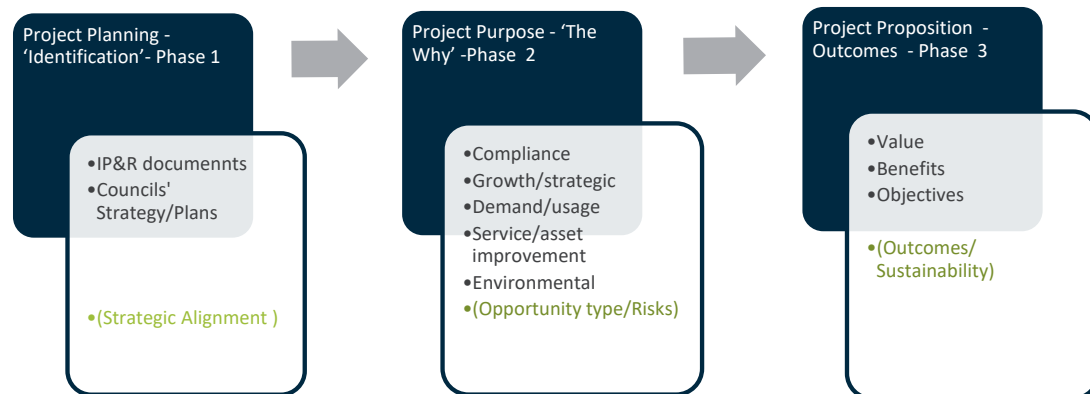 Project Planning -
‘Identification’- Phase 1
•IP&R documennts
•Councils'
Strategy/Plans
•(Strategic Alignment )
Project Purpose - ‘The
Why’ -Phase 2
•Compliance
•Growth/strategic
•Demand/usage
•Service/asset
improvement
•Environmental
•(Opportunity type/Risks)
Project Proposition -
Outcomes - Phase 3
•Value
•Benefits
•Objectives
•(Outcomes/
Sustainability)